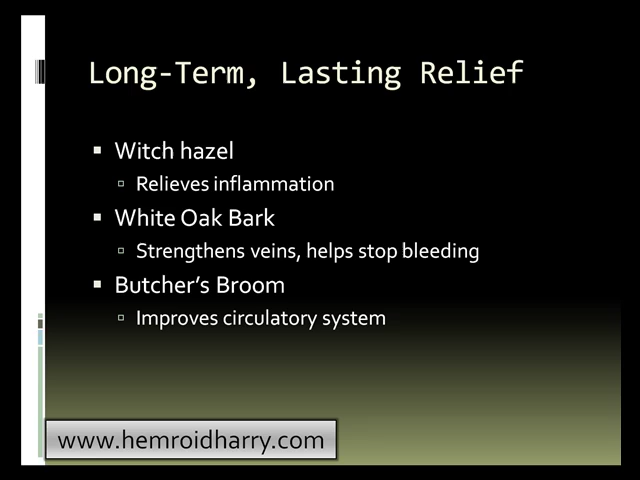 Long-Term, Lasting Relief
Witch hazel
Relieves inflammation
White Oak Bark
Strengthens veins, helps stop bleeding
Butcher's Broom
Improves circulatory system
www.hemroidharry.com